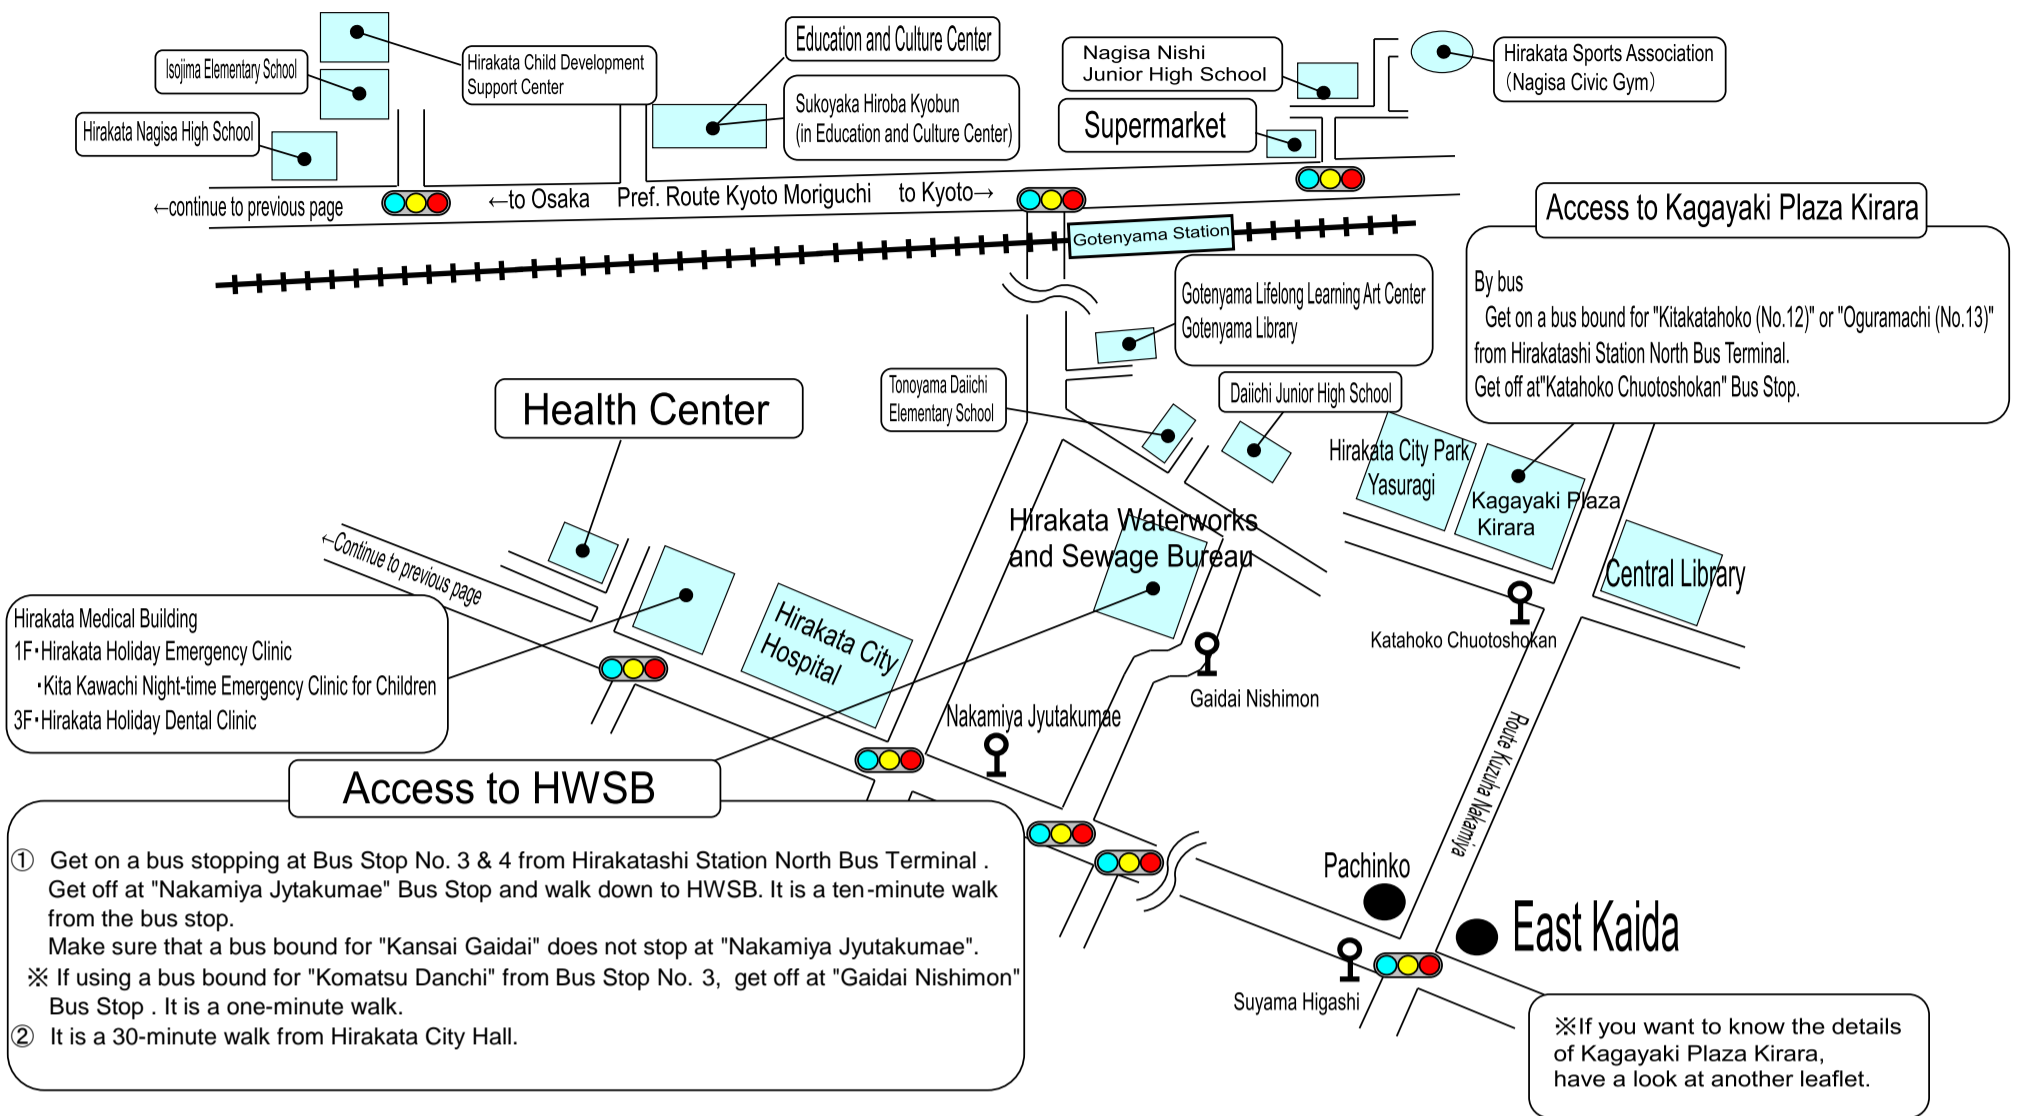 Education and Culture Center
Nagisa Nishi
Junior High School
Hirakata Sports Association
（Nagisa Civic Gym）
Hirakata Child Development
Support Center
Isojima Elementary School
Sukoyaka Hiroba Kyobun
(in Education and Culture Center)
Supermarket
Hirakata Nagisa High School
←continue to previous page
←to Osaka Pref. Route Kyoto Moriguchi to Kyoto→
Gotenyama Station
Access to Kagayaki Plaza Kirara
By bus
Get on a bus bound for "Kitakatahoko (No.12)" or "Oguramachi (No.13)"
from Hirakatashi Station North Bus Terminal.
Get off at"Katahoko Chuotoshokan" Bus Stop.
Gotenyama Lifelong Learning Art Center
Gotenyama Library
Tonoyama Daiichi
Elementary School
Daiichi Junior High School
Health Center
Hirakata City Park
Yasuragi
Kagayaki Plaza
Kirara
Hirakata Waterworks
and Sewage Bureau
Central Library
←Continue to previous page
Hirakata Medical Building
1F・Hirakata Holiday Emergency Clinic
・Kita Kawachi Night-time Emergency Clinic for Children
3F・Hirakata Holiday Dental Clinic
Hirakata City
Hospital
Katahoko Chuotoshokan
Gaidai Nishimon
Nakamiya Jyutakumae
Route Kuzuha Nakamiya
Access to HWSB
① Get on a bus stopping at Bus Stop No. 3 & 4 from Hirakatashi Station North Bus Terminal .
Get off at "Nakamiya Jytakumae" Bus Stop and walk down to HWSB. It is a ten-minute walk
from the bus stop.
Make sure that a bus bound for "Kansai Gaidai" does not stop at "Nakamiya Jyutakumae".
※ If using a bus bound for "Komatsu Danchi" from Bus Stop No. 3, get off at "Gaidai Nishimon"
Bus Stop . It is a one-minute walk.
② It is a 30-minute walk from Hirakata City Hall.
Pachinko
East Kaida
Suyama Higashi
※If you want to know the details
of Kagayaki Plaza Kirara,
have a look at another leaflet.